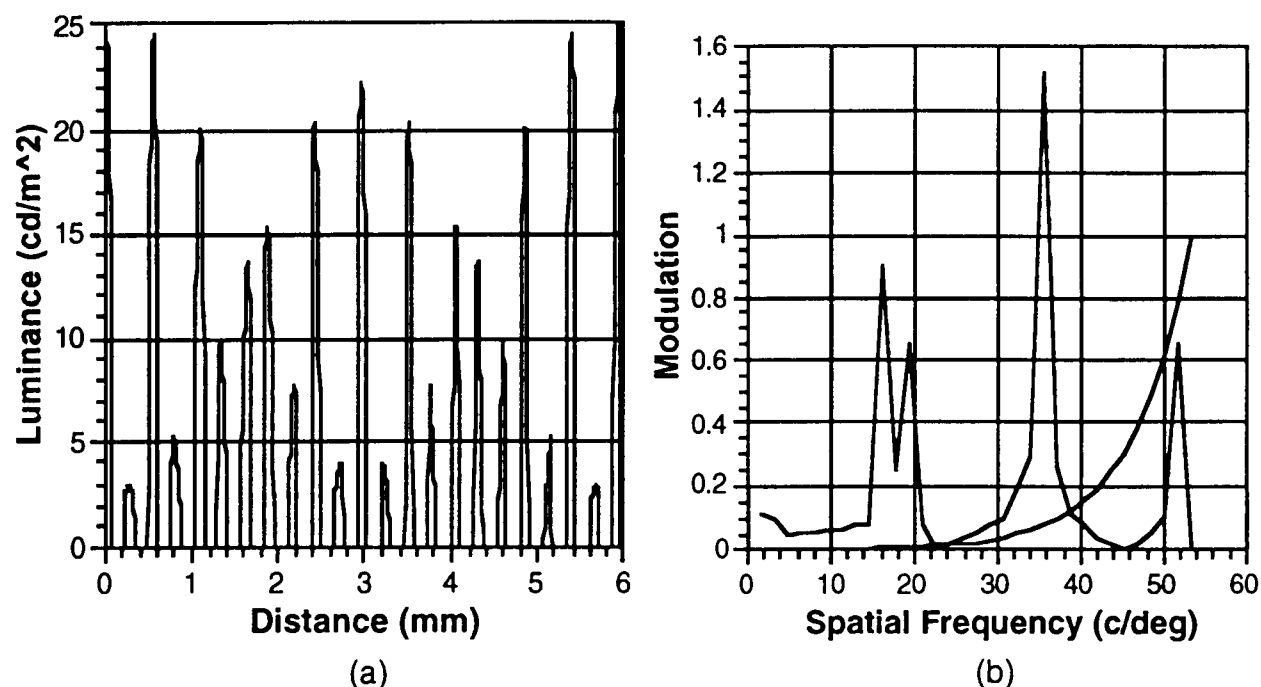 25
20
15
10
5
0
0 1 2 3 4 5 6
Luminance (cd/m^2)
Distance (mm)
(a)
1.6
1.4
1.2
1
0.8
0.6
0.4
0.2
0
0 10 20 30 40 50 60
Modulation
Spatial Frequency (c/deg)
(b)